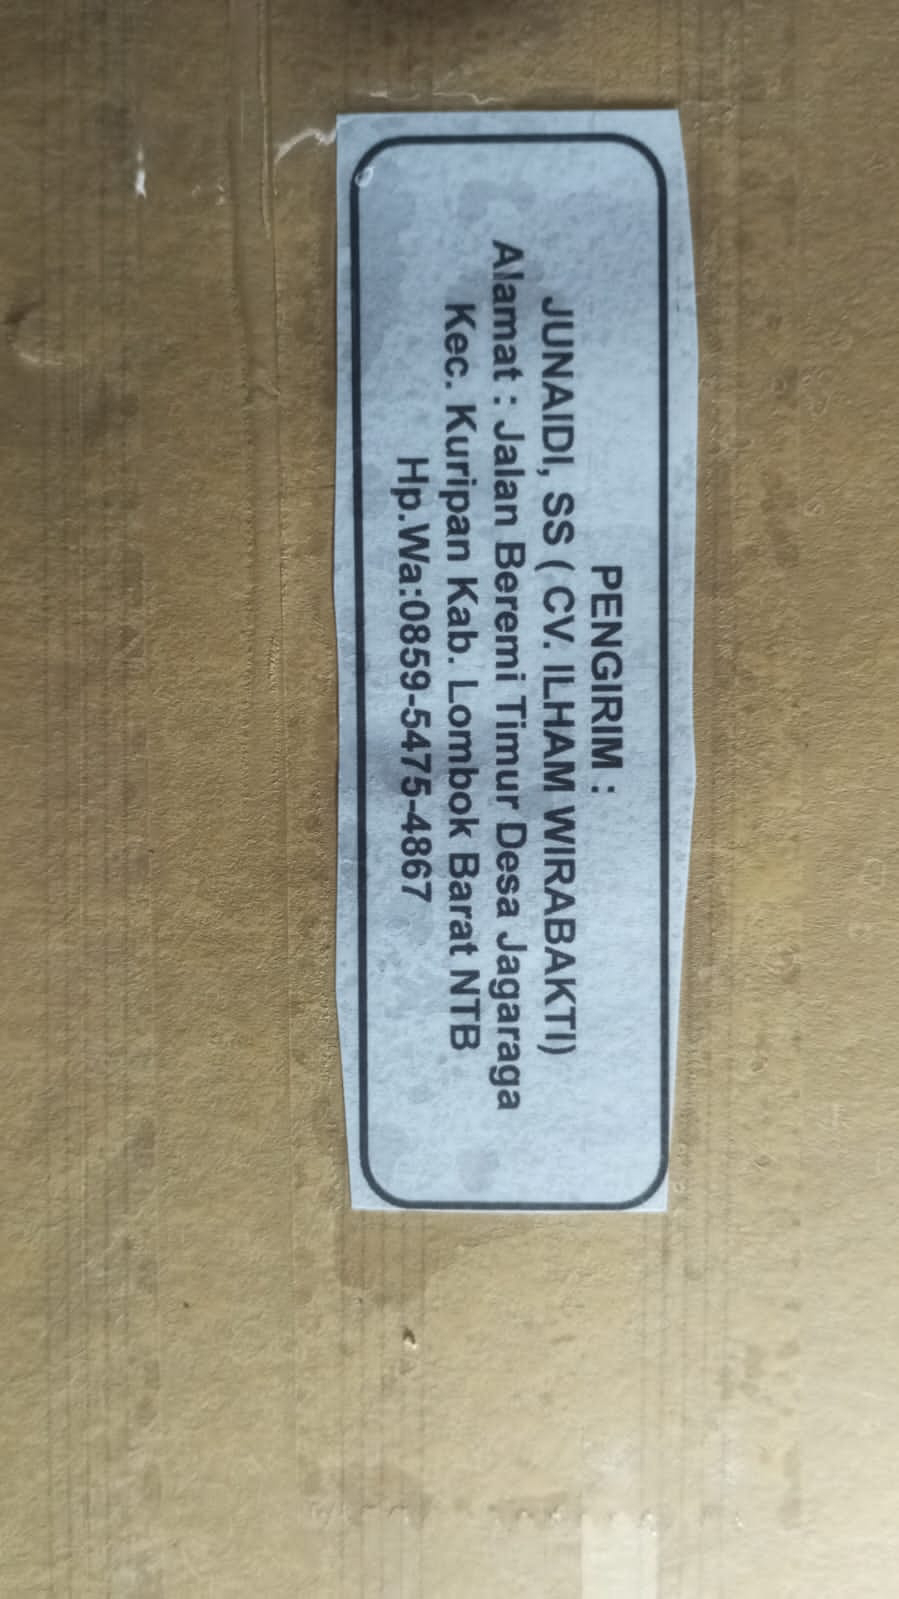 PENGIRIM :
JUNAIDI, SS ( CV. ILHAM WIRABAKTI)
Alamat : Jalan Beremi Timur Desa Jagaraga
Kec. Kuripan Kab. Lombok Barat NTB
Hp.Wa:0859-5475-4867